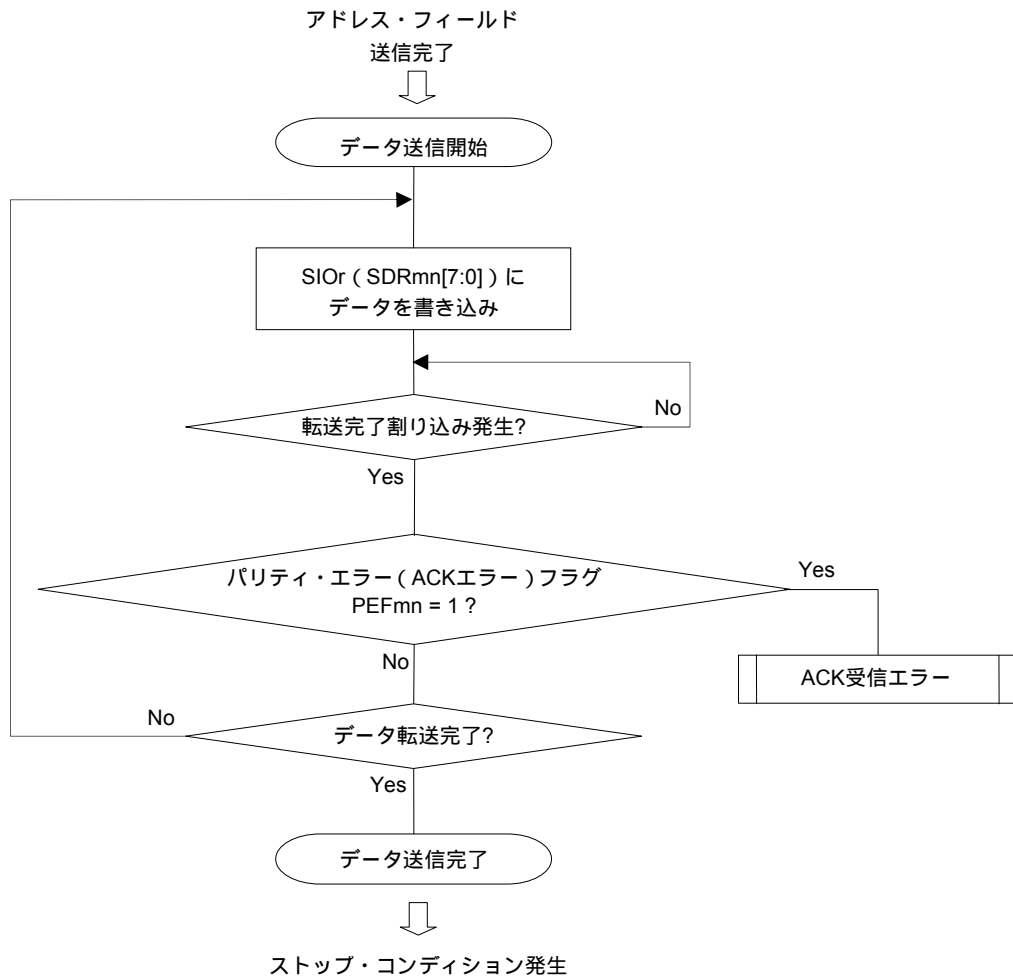 アドレス・フィールド
送信完了
データ送信開始
SIOr(SDRmn[7:0])に
データを書き込み
No
転送完了割り込み発生?
Yes
パリティ・エラー(ACKエラー)フラグ
PEFmn = 1?
Yes
No
ACK受信エラー
No
データ転送完了?
Yes
データ送信完了
ストップ・コンディション発生